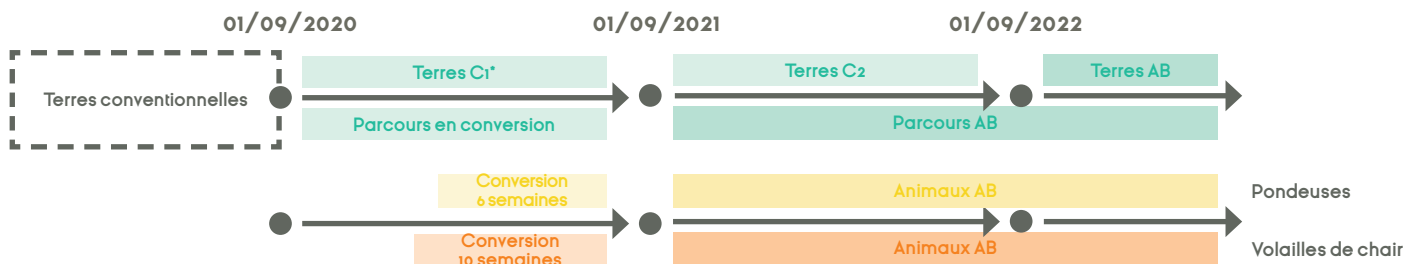 01/09/2020 01/09/2021 01/09/2022
Terres C1* Terres C2 Terres AB
Terres conventionnelles
Parcours en conversion Parcours AB
Conversion
6 semaines
Animaux AB
Pondeuses
Conversion
10 semaines
Animaux AB
Volailles de chair